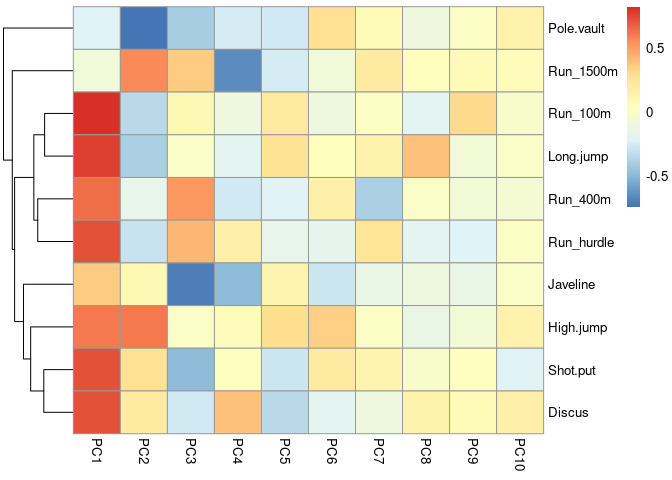 Pole.vault
Run_1500m
Run_100m
Long.jump
Run_400m
Run_hurdle
Javeline
High.jump
Shot.put
Discus
PC1 PC2 PC3 PC4 PC5 PC6 PC7 PC8 PC9 PC10
0.5
0
-0.5